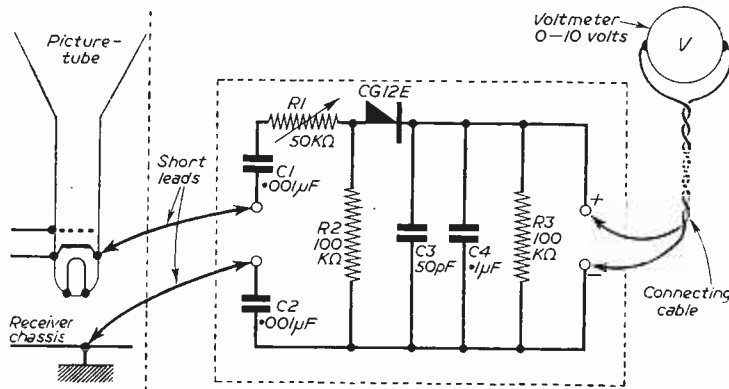 Picture-
tube
Short
leads
Receiver
chassis
R1
50KΩ
CG12E
C1
.001µF
R2
100
KΩ
C3
50pF
C4
.1µF
R3
100
KΩ
C2
.001µF
+
−
Voltmeter
0–10 volts
V
Connecting
cable